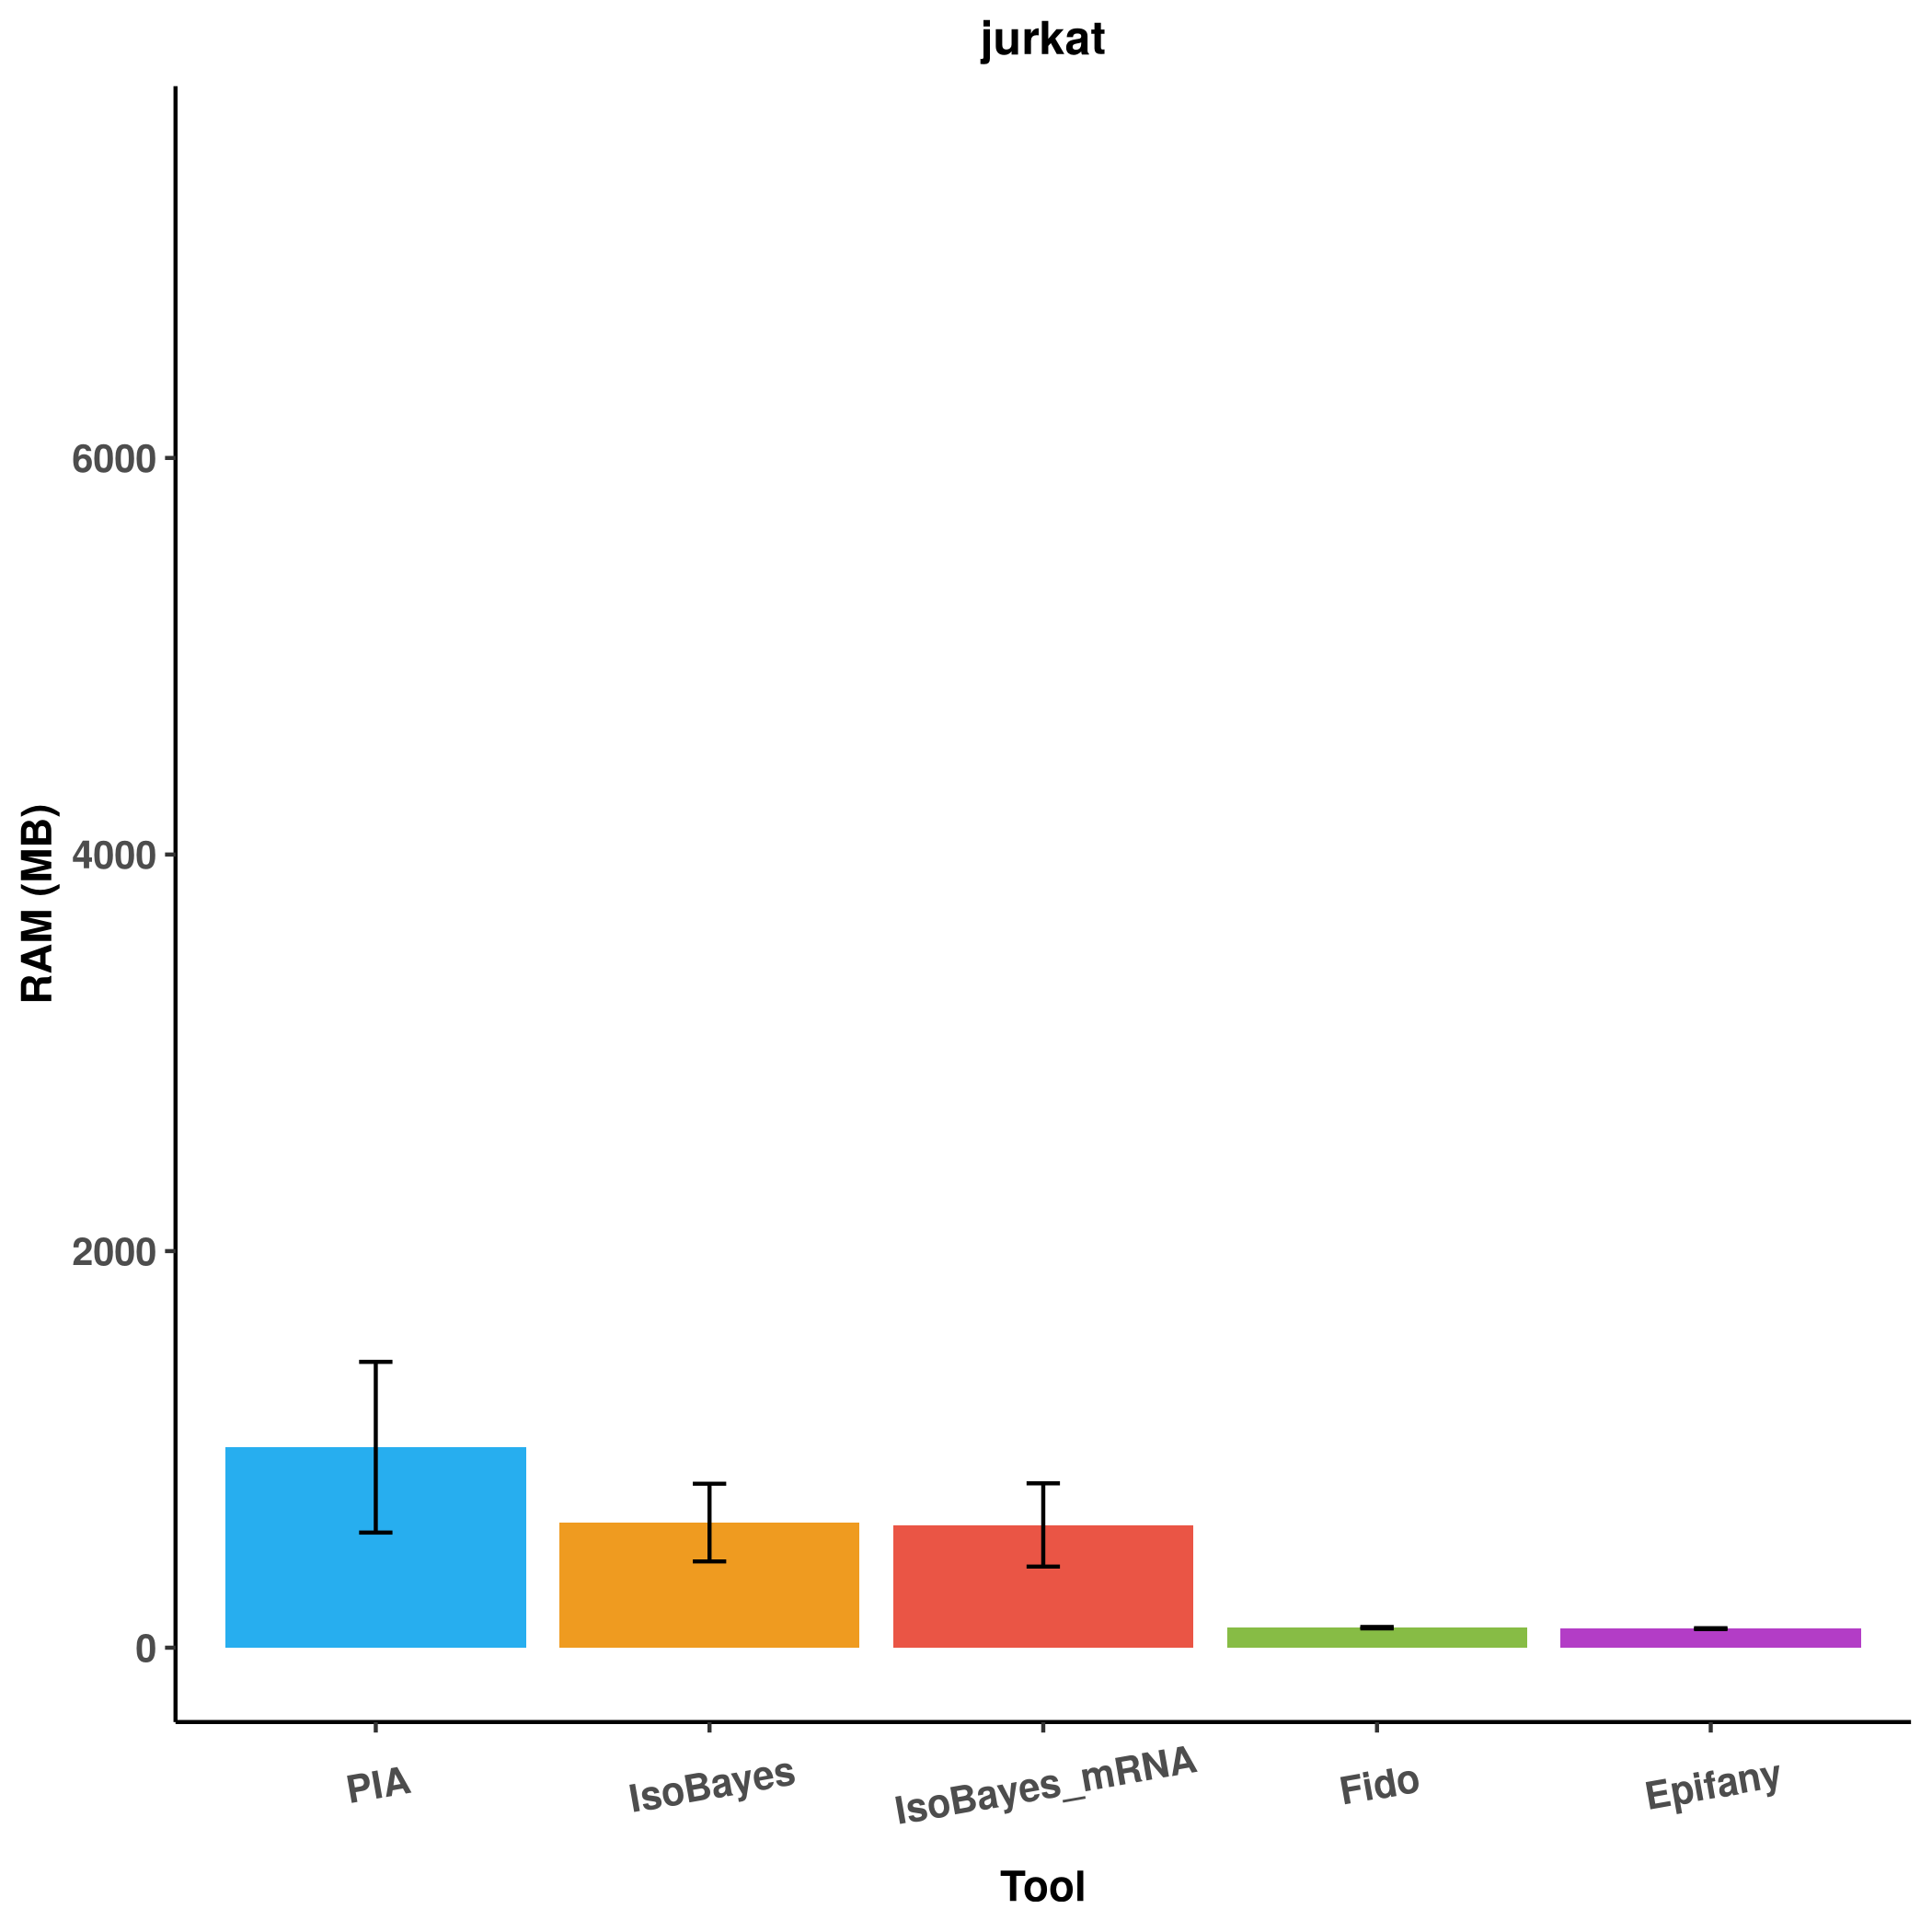 jurkat
RAM (MB)
6000
4000
2000
0
PIA
IsoBayes
IsoBayes_mRNA
Fido
Epifany
Tool